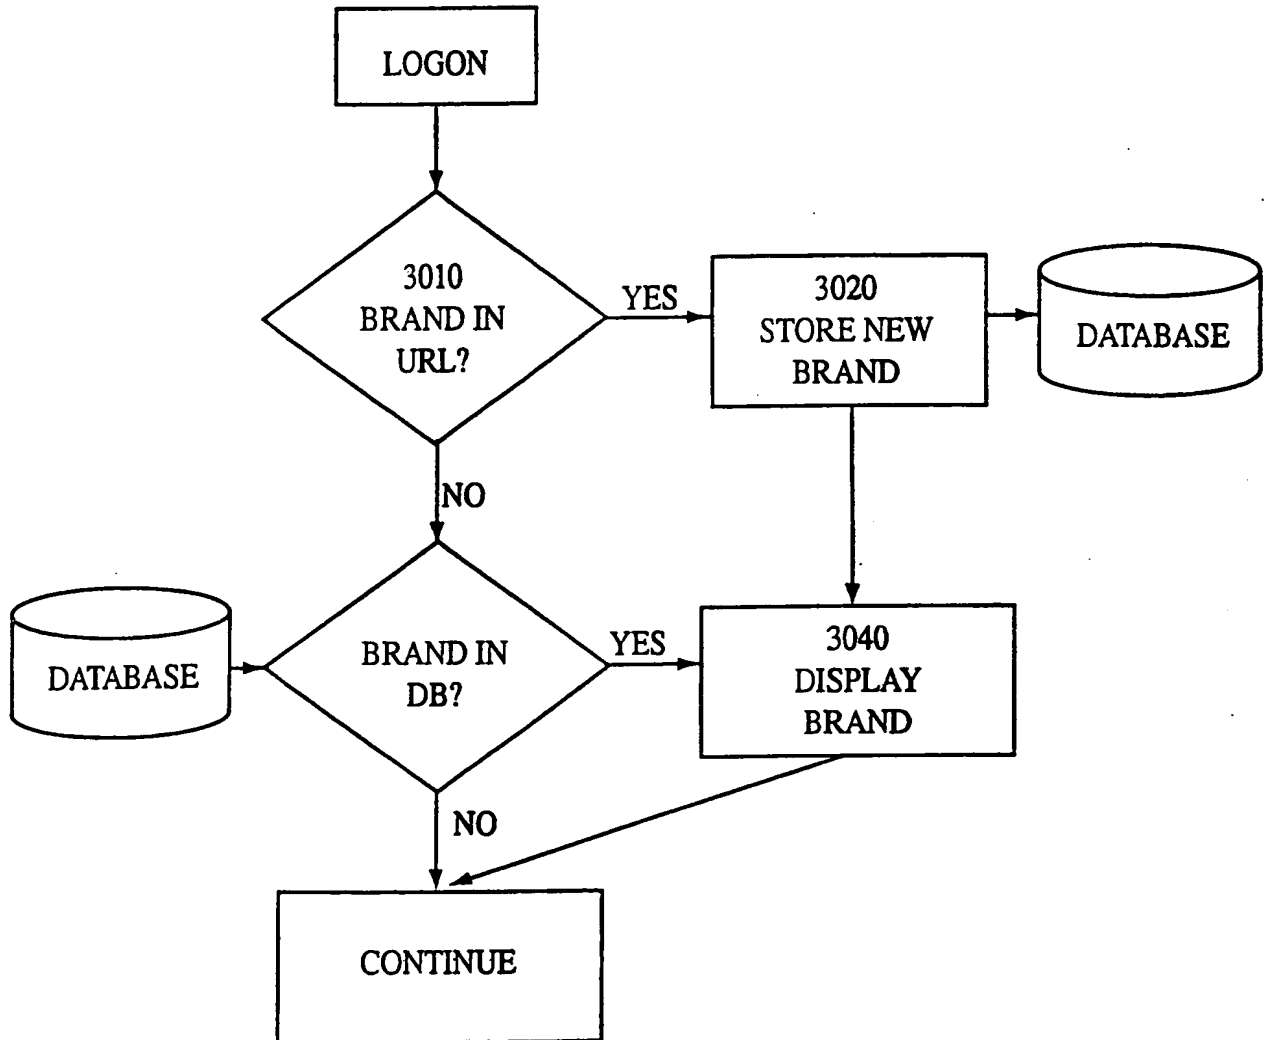 LOGON
3010
BRAND IN
URL?
YES
3020
STORE NEW
BRAND
DATABASE
NO
DATABASE
BRAND IN
DB?
YES
3040
DISPLAY
BRAND
NO
CONTINUE